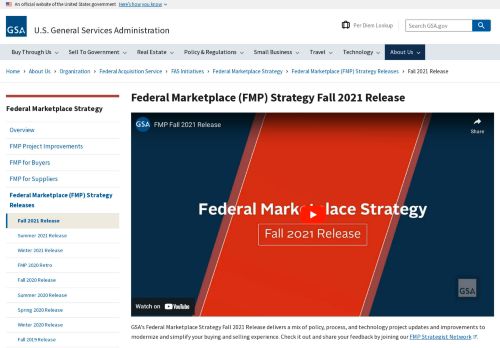 An official website of the United States government Here's how you know
GSA U.S. General Services Administration
Per Diem Lookup
Search GSA.gov
Buy Through Us
Sell To Government
Real Estate
Policy & Regulations
Small Business
Travel
Technology
About Us
Home › About Us › Organization › Federal Acquisition Service › FAS Initiatives › Federal Marketplace Strategy › Federal Marketplace (FMP) Strategy Releases › Fall 2021 Release
Federal Marketplace Strategy
Overview
FMP Project Improvements
FMP for Buyers
FMP for Suppliers
Federal Marketplace (FMP) Strategy
Releases
Fall 2021 Release
Summer 2021 Release
Winter 2021 Release
FMP 2020 Retro
Fall 2020 Release
Summer 2020 Release
Spring 2020 Release
Winter 2020 Release
Fall 2019 Release
Federal Marketplace (FMP) Strategy Fall 2021 Release
GSA FMP Fall 2021 Release
Share
Federal Marketplace Strategy
Fall 2021 Release
GSA
Watch on YouTube
GSA's Federal Marketplace Strategy Fall 2021 Release delivers a mix of policy, process, and technology project updates and improvements to
modernize and simplify your buying and selling experience. Check it out and share your feedback by joining our FMP Strategist Network